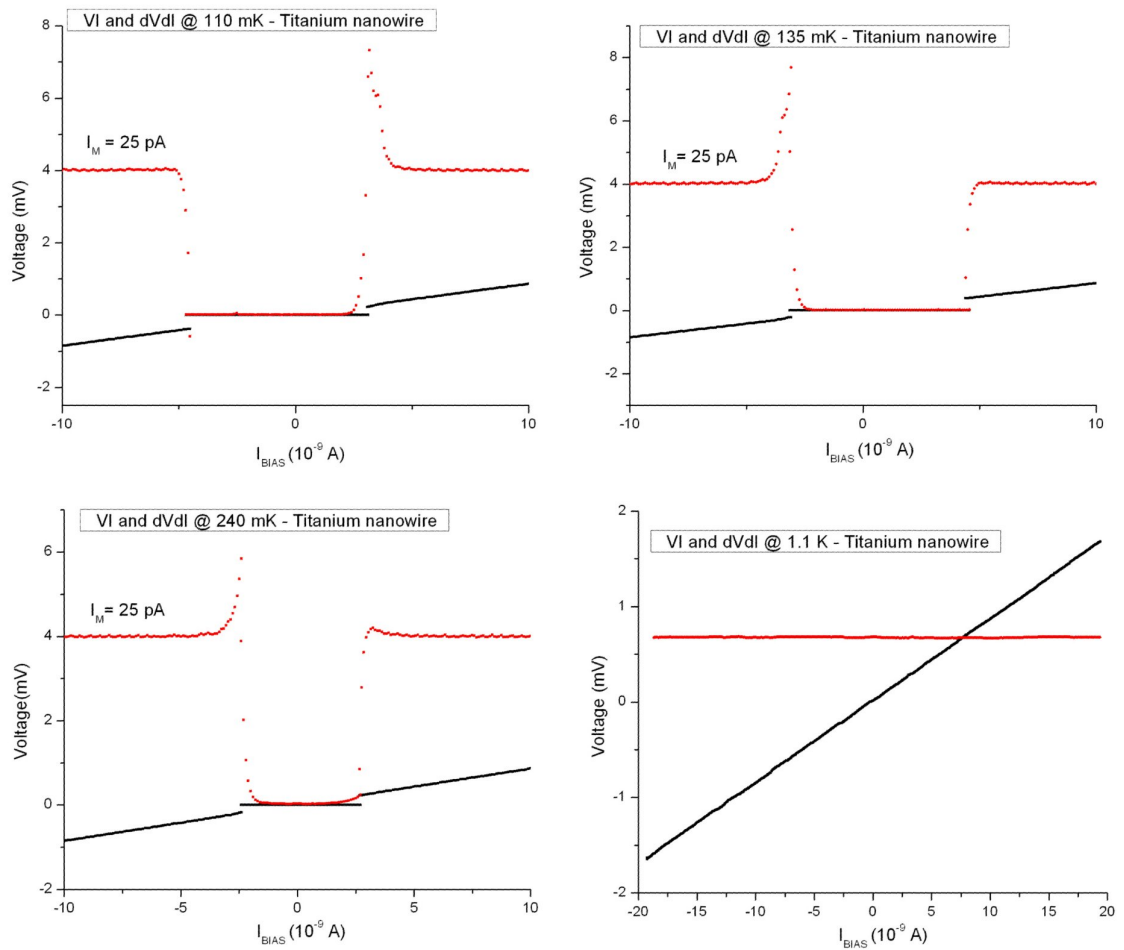 VI and dVdI @ 110 mK - Titanium nanowire
8
6
4
2
0
-2
Voltage (mV)
I_M = 25 pA
-10
0
10
I_BIAS (10^-9 A)
VI and dVdI @ 135 mK - Titanium nanowire
8
6
4
2
0
-2
Voltage (mV)
I_M= 25 pA
-10
0
10
I_BIAS (10^-9 A)
VI and dVdI @ 240 mK - Titanium nanowire
6
4
2
0
-2
Voltage(mV)
I_M= 25 pA
-10
-5
0
5
10
I_BIAS (10^-9 A)
VI and dVdI @ 1.1 K - Titanium nanowire
2
1
0
-1
-2
Voltage (mV)
-20
-15
-10
-5
0
5
10
15
20
I_BIAS (10^-9 A)